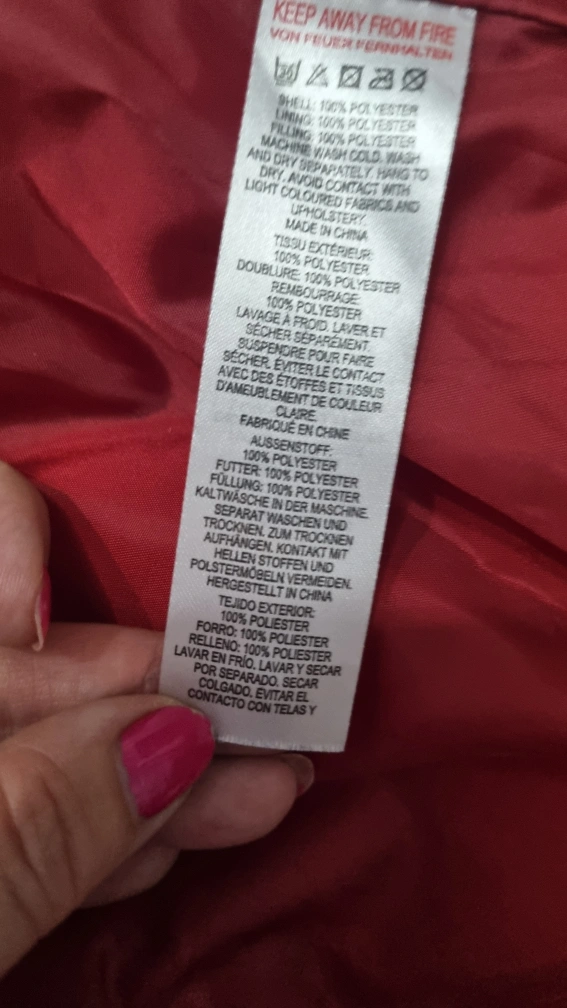 KEEP AWAY FROM FIRE
VON FEUER FERNHALTEN
30
SHELL: 100% POLYESTER
LINING: 100% POLYESTER
FILLING: 100% POLYESTER
MACHINE WASH COLD. WASH
AND DRY SEPARATELY. HANG TO
DRY. AVOID CONTACT WITH
LIGHT COLOURED FABRICS AND
UPHOLSTERY.
MADE IN CHINA
TISSU EXTÉRIEUR:
100% POLYESTER
DOUBLURE: 100% POLYESTER
REMBOURRAGE:
100% POLYESTER
LAVAGE À FROID. LAVER ET
SÉCHER SÉPARÉMENT.
SUSPENDRE POUR FAIRE
SÉCHER. ÉVITER LE CONTACT
AVEC DES ÉTOFFES ET TISSUS
D'AMEUBLEMENT DE COULEUR
CLAIRE.
FABRIQUÉ EN CHINE
AUSSENSTOFF:
100% POLYESTER
FUTTER: 100% POLYESTER
FÜLLUNG: 100% POLYESTER
KALTWÄSCHE IN DER MASCHINE.
SEPARAT WASCHEN UND
TROCKNEN. ZUM TROCKNEN
AUFHÄNGEN. KONTAKT MIT
HELLEN STOFFEN UND
POLSTERMÖBELN VERMEIDEN.
HERGESTELLT IN CHINA
TEJIDO EXTERIOR:
100% POLIESTER
FORRO: 100% POLIESTER
RELLENO: 100% POLIESTER
LAVAR EN FRÍO. LAVAR Y SECAR
POR SEPARADO. SECAR
COLGADO. EVITAR EL
CONTACTO CON TELAS Y